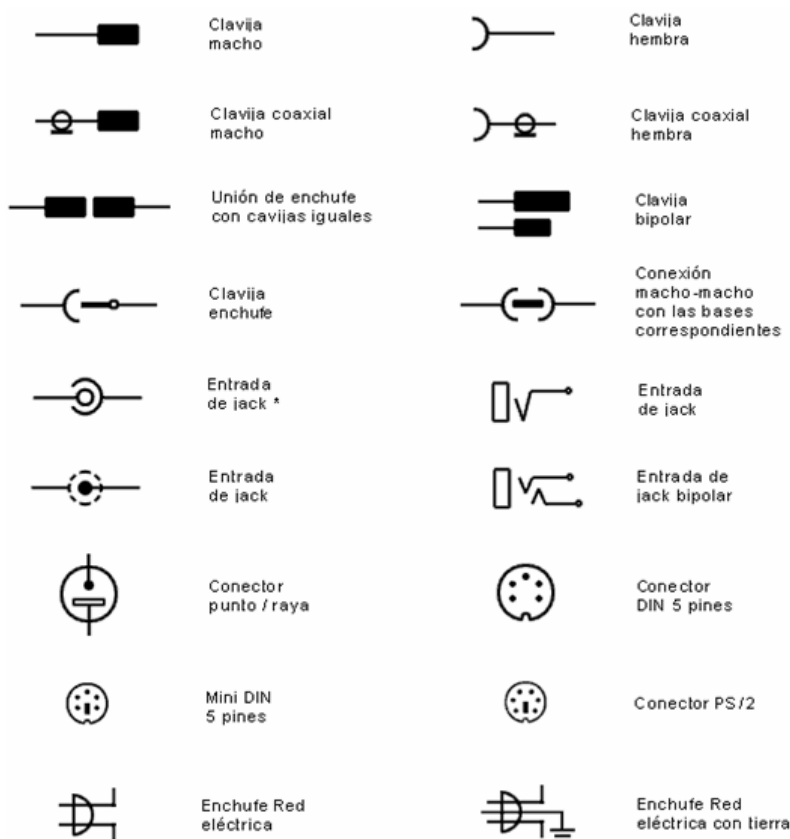 Clavija
macho
Clavija
hembra
Clavija coaxial
macho
Clavija coaxial
hembra
Unión de enchufe
con cavijas iguales
Clavija
bipolar
Clavija
enchufe
Conexión
macho-macho
con las bases
correspondientes
Entrada
de jack *
Entrada
de jack
Entrada
de jack
Entrada de
jack bipolar
Conector
punto / raya
Conector
DIN 5 pines
Mini DIN
5 pines
Conector PS/2
Enchufe Red
eléctrica
Enchufe Red
eléctrica con tierra